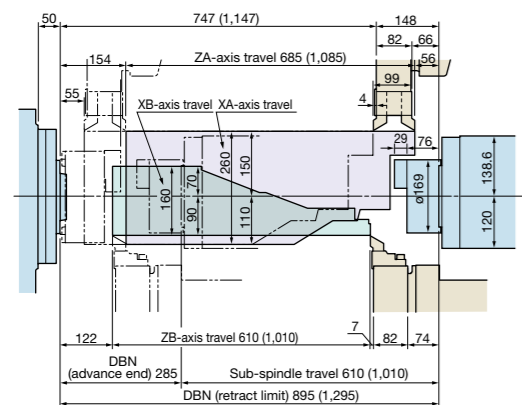 747 (1,147)
148
50
82
66
154
ZA-axis travel 685 (1,085)
56
99
55
XB-axis travel
XA-axis travel
4
29
76
260
150
138.6
160
70
ø169
90
110
120
7
122
ZB-axis travel 610 (1,010)
82
74
DBN
(advance end) 285
Sub-spindle travel 610 (1,010)
DBN (retract limit) 895 (1,295)